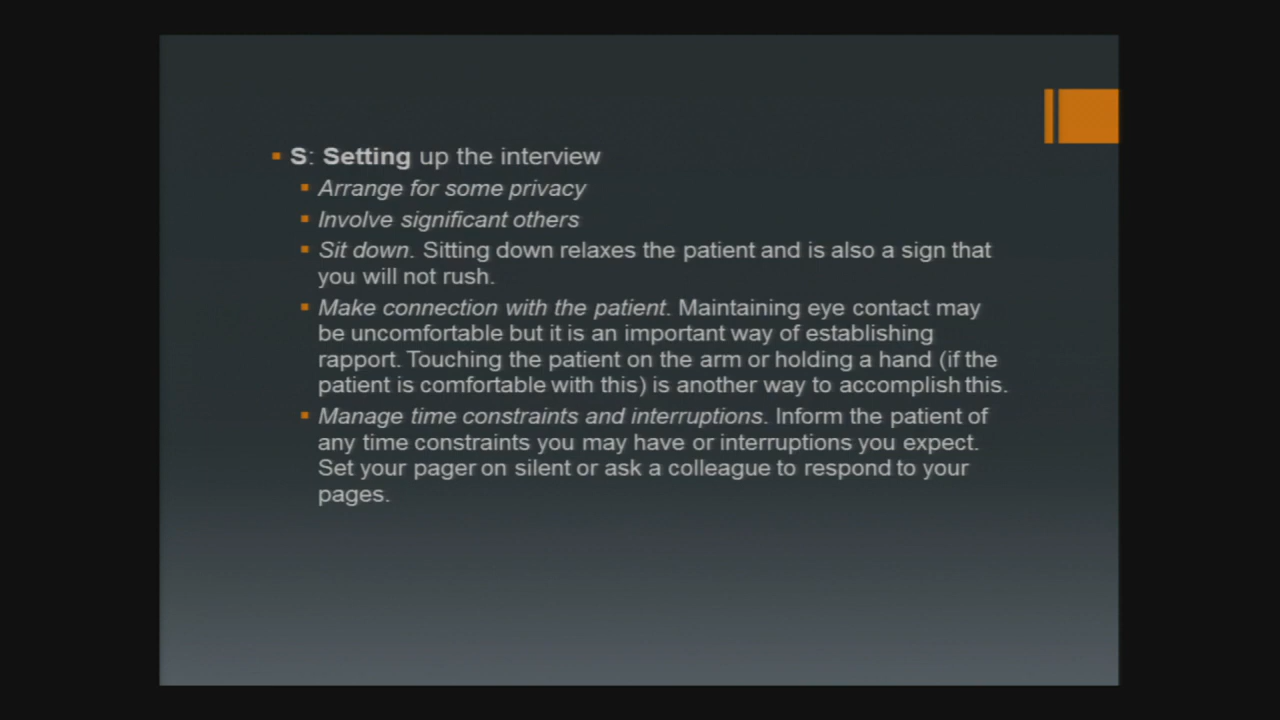 S: Setting up the interview
Arrange for some privacy
Involve significant others
Sit down. Sitting down relaxes the patient and is also a sign that
you will not rush.
Make connection with the patient. Maintaining eye contact may
be uncomfortable but it is an important way of establishing
rapport. Touching the patient on the arm or holding a hand (if the
patient is comfortable with this) is another way to accomplish this.
Manage time constraints and interruptions. Inform the patient of
any time constraints you may have or interruptions you expect.
Set your pager on silent or ask a colleague to respond to your
pages.